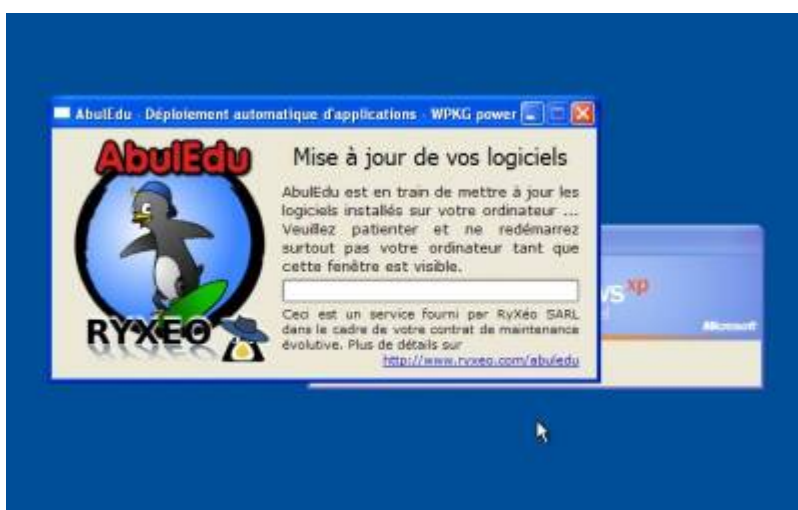 AbulEdu - Déploiement automatique d'applications - WPKG power
AbulEdu
Mise à jour de vos logiciels
AbulEdu est en train de mettre à jour les
logiciels installés sur votre ordinateur ...
Veuillez patienter et ne redémarrez
surtout pas votre ordinateur tant que
cette fenêtre est visible.
RYXEO
Ceci est un service fourni par RyXéo SARL
dans le cadre de votre contrat de maintenance
évolutive. Plus de détails sur
http://www.ryxeo.com/abuledu
ws xp
Microsoft